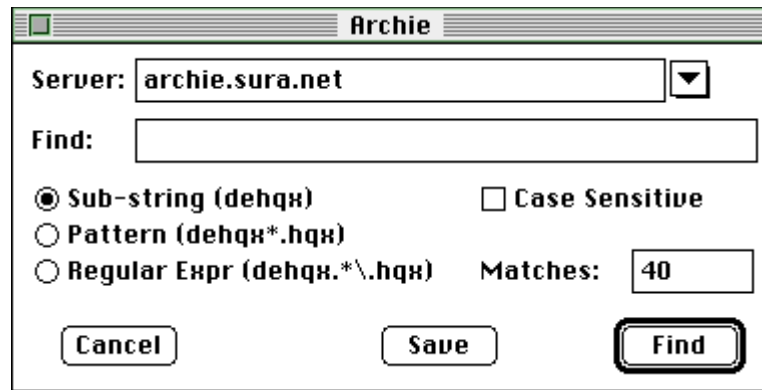 Archie
Server: archie.sura.net
Find:
Sub-string (dehqx)
Case Sensitive
Pattern (dehqx*.hqx)
Regular Expr (dehqx.*\.hqx)
Matches: 40
Cancel
Save
Find